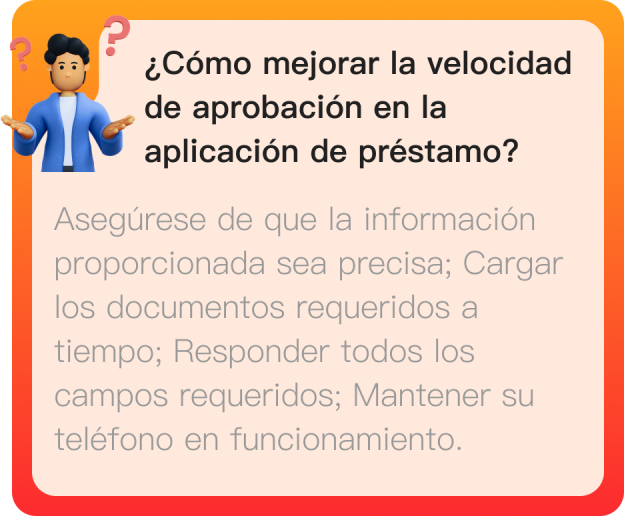 ¿Cómo mejorar la velocidad
de aprobación en la
aplicación de préstamo?
Asegúrese de que la información
proporcionada sea precisa; Cargar
los documentos requeridos a
tiempo; Responder todos los
campos requeridos; Mantener su
teléfono en funcionamiento.